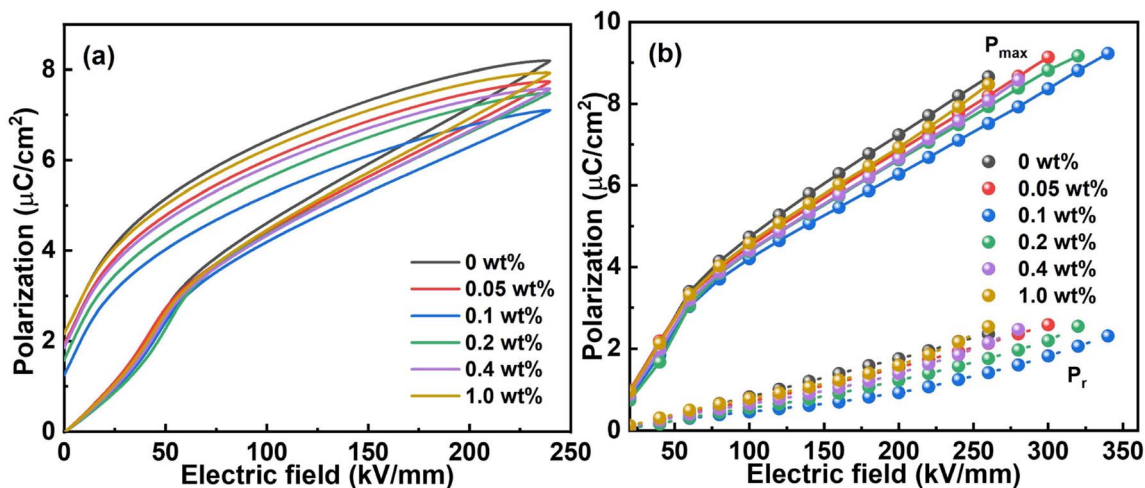 (a)
Polarization (μC/cm²)
8
6
4
2
0
0 wt%
0.05 wt%
0.1 wt%
0.2 wt%
0.4 wt%
1.0 wt%
0 50 100 150 200 250
Electric field (kV/mm)
(b)
Polarization (μC/cm²)
10
8
6
4
2
0
Pmax
0 wt%
0.05 wt%
0.1 wt%
0.2 wt%
0.4 wt%
1.0 wt%
Pr
50 100 150 200 250 300 350
Electric field (kV/mm)